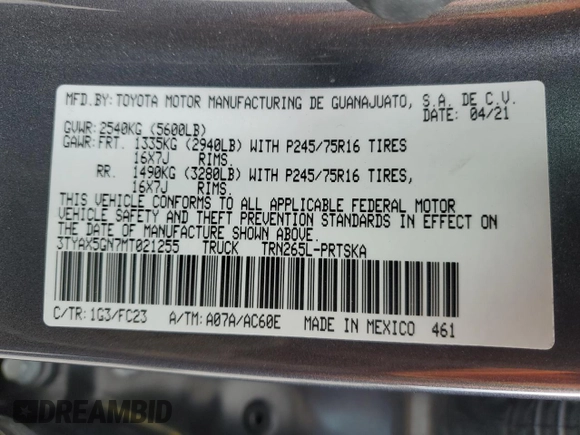 MFD.BY:TOYOTA MOTOR MANUFACTURING DE GUANAJUATO, S.A. DE C.V.
DATE: 04/21
GVWR:2540KG (5600LB)
GAWR:FRT. 1335KG (2940LB) WITH P245/75R16 TIRES
16X7J RIMS.
RR. 1490KG (3280LB) WITH P245/75R16 TIRES,
16X7J RIMS.
THIS VEHICLE CONFORMS TO ALL APPLICABLE FEDERAL MOTOR
VEHICLE SAFETY AND THEFT PREVENTION STANDARDS IN EFFECT ON
THE DATE OF MANUFACTURE SHOWN ABOVE.
3TYAX5GN7MT021255 TRUCK TRN265L-PRTSKA
C/TR: 1G3/FC23 A/TM: A07A/AC60E MADE IN MEXICO 461
DREAMBID